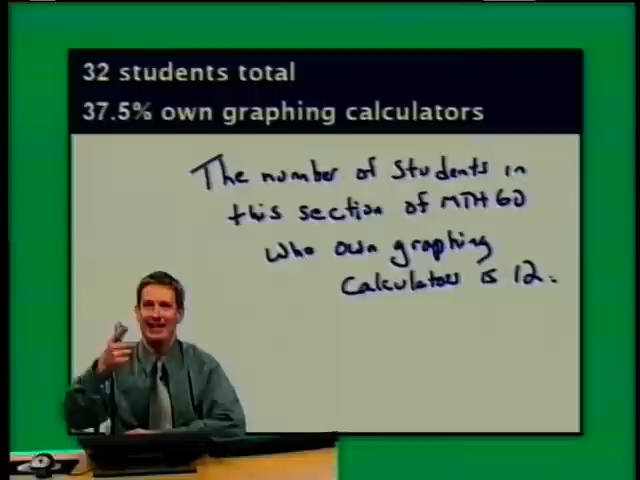 32 students total
37.5% own graphing calculators
The number of students in
this section of MTH 60
who own graphing
calculators is 12.